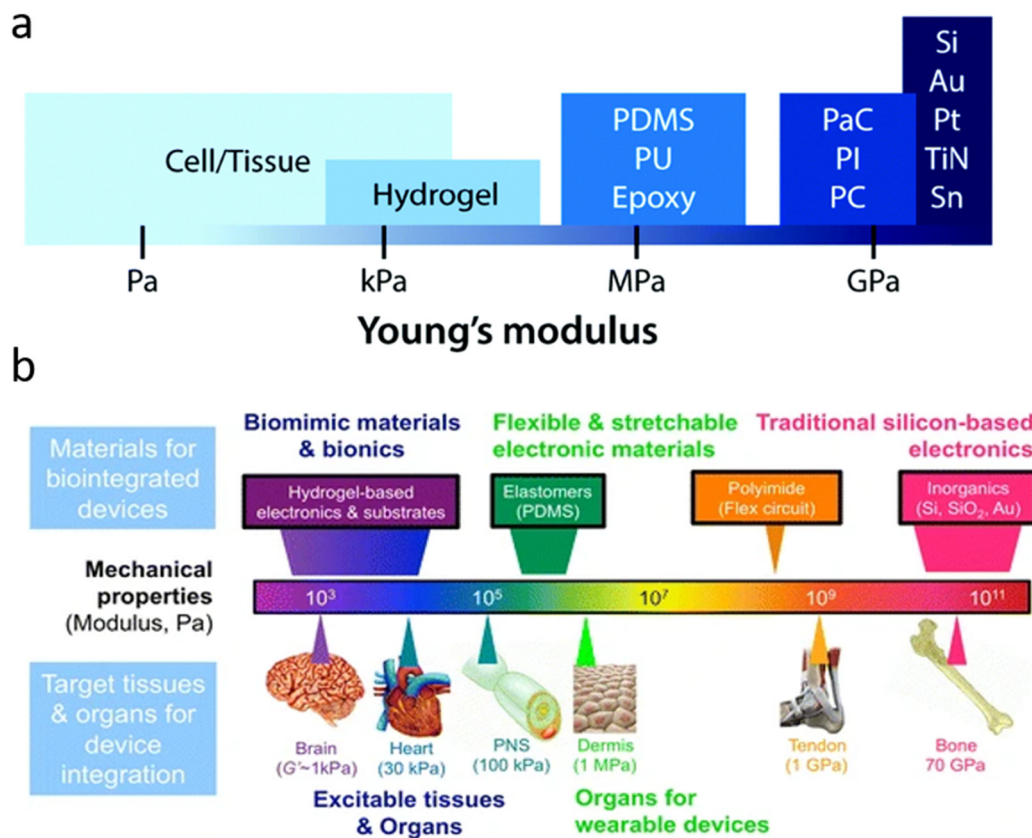 a
Cell/Tissue
Hydrogel
PDMS
PU
Epoxy
PaC
PI
PC
Si
Au
Pt
TiN
Sn
Pa
kPa
MPa
GPa
Young's modulus
b
Materials for
biointegrated
devices
Biomimic materials
& bionics
Flexible & stretchable
electronic materials
Traditional silicon-based
electronics
Hydrogel-based
electronics & substrates
Elastomers
(PDMS)
Polyimide
(Flex circuit)
Inorganics
(Si, SiO₂, Au)
Mechanical
properties
(Modulus, Pa)
10³
10⁵
10⁷
10⁹
10¹¹
Target tissues
& organs for
device
integration
Brain
(G'~1kPa)
Heart
(30 kPa)
PNS
(100 kPa)
Dermis
(1 MPa)
Tendon
(1 GPa)
Bone
70 GPa
Excitable tissues
& Organs
Organs for
wearable devices